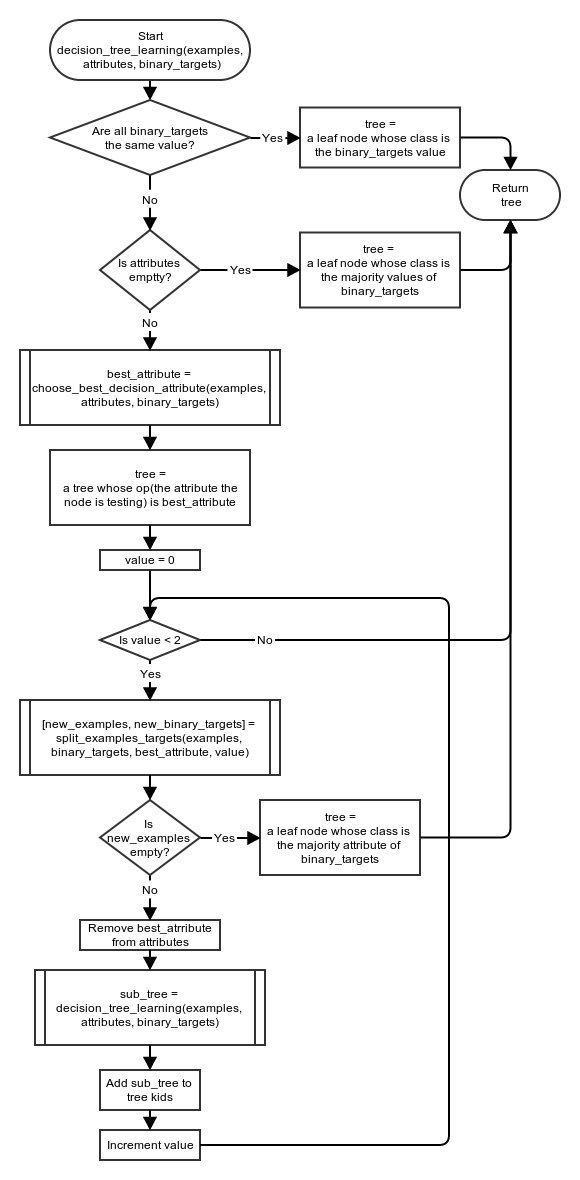 Start
decision_tree_learning(examples,
attributes, binary_targets)
Are all binary_targets
the same value?
Yes
tree =
a leaf node whose class is
the binary_targets value
Return
tree
No
Is attributes
emptty?
Yes
tree =
a leaf node whose class is
the majority values of
binary_targets
No
best_attribute =
choose_best_decision_attribute(examples,
attributes, binary_targets)
tree =
a tree whose op(the attribute the
node is testing) is best_attribute
value = 0
Is value < 2
No
Yes
[new_examples, new_binary_targets] =
split_examples_targets(examples,
binary_targets, best_attribute, value)
Is
new_examples
empty?
Yes
tree =
a leaf node whose class is
the majority attribute of
binary_targets
No
Remove best_atrribute
from attributes
sub_tree =
decision_tree_learning(examples,
attributes, binary_targets)
Add sub_tree to
tree kids
Increment value